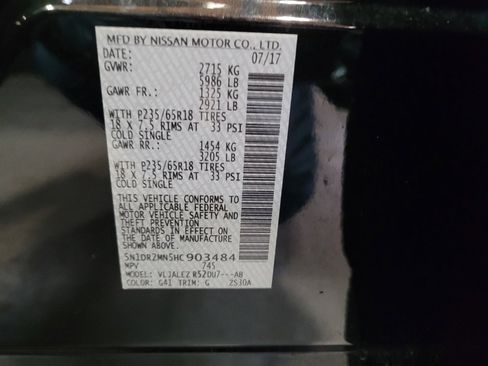 MFD BY NISSAN MOTOR CO., LTD.
DATE: 07/17
GVWR: 2715 KG
5986 LB
GAWR FR.: 1325 KG
2921 LB
WITH P235/65R18 TIRES
18 X 7.5 RIMS AT 33 PSI
COLD SINGLE
GAWR RR.: 1454 KG
3205 LB
WITH P235/65R18 TIRES
18 X 7.5 RIMS AT 33 PSI
COLD SINGLE
THIS VEHICLE CONFORMS TO
ALL APPLICABLE FEDERAL
MOTOR VEHICLE SAFETY AND
THEFT PREVENTION
STANDARDS IN EFFECT ON
THE DATE OF MANUFACTURE
SHOWN ABOVE.
5N1DR2MN5HC903484
MPV 745
MODEL: VLJALEZ R52DU7---AB
COLOR: G41 TRIM: G ZS30A